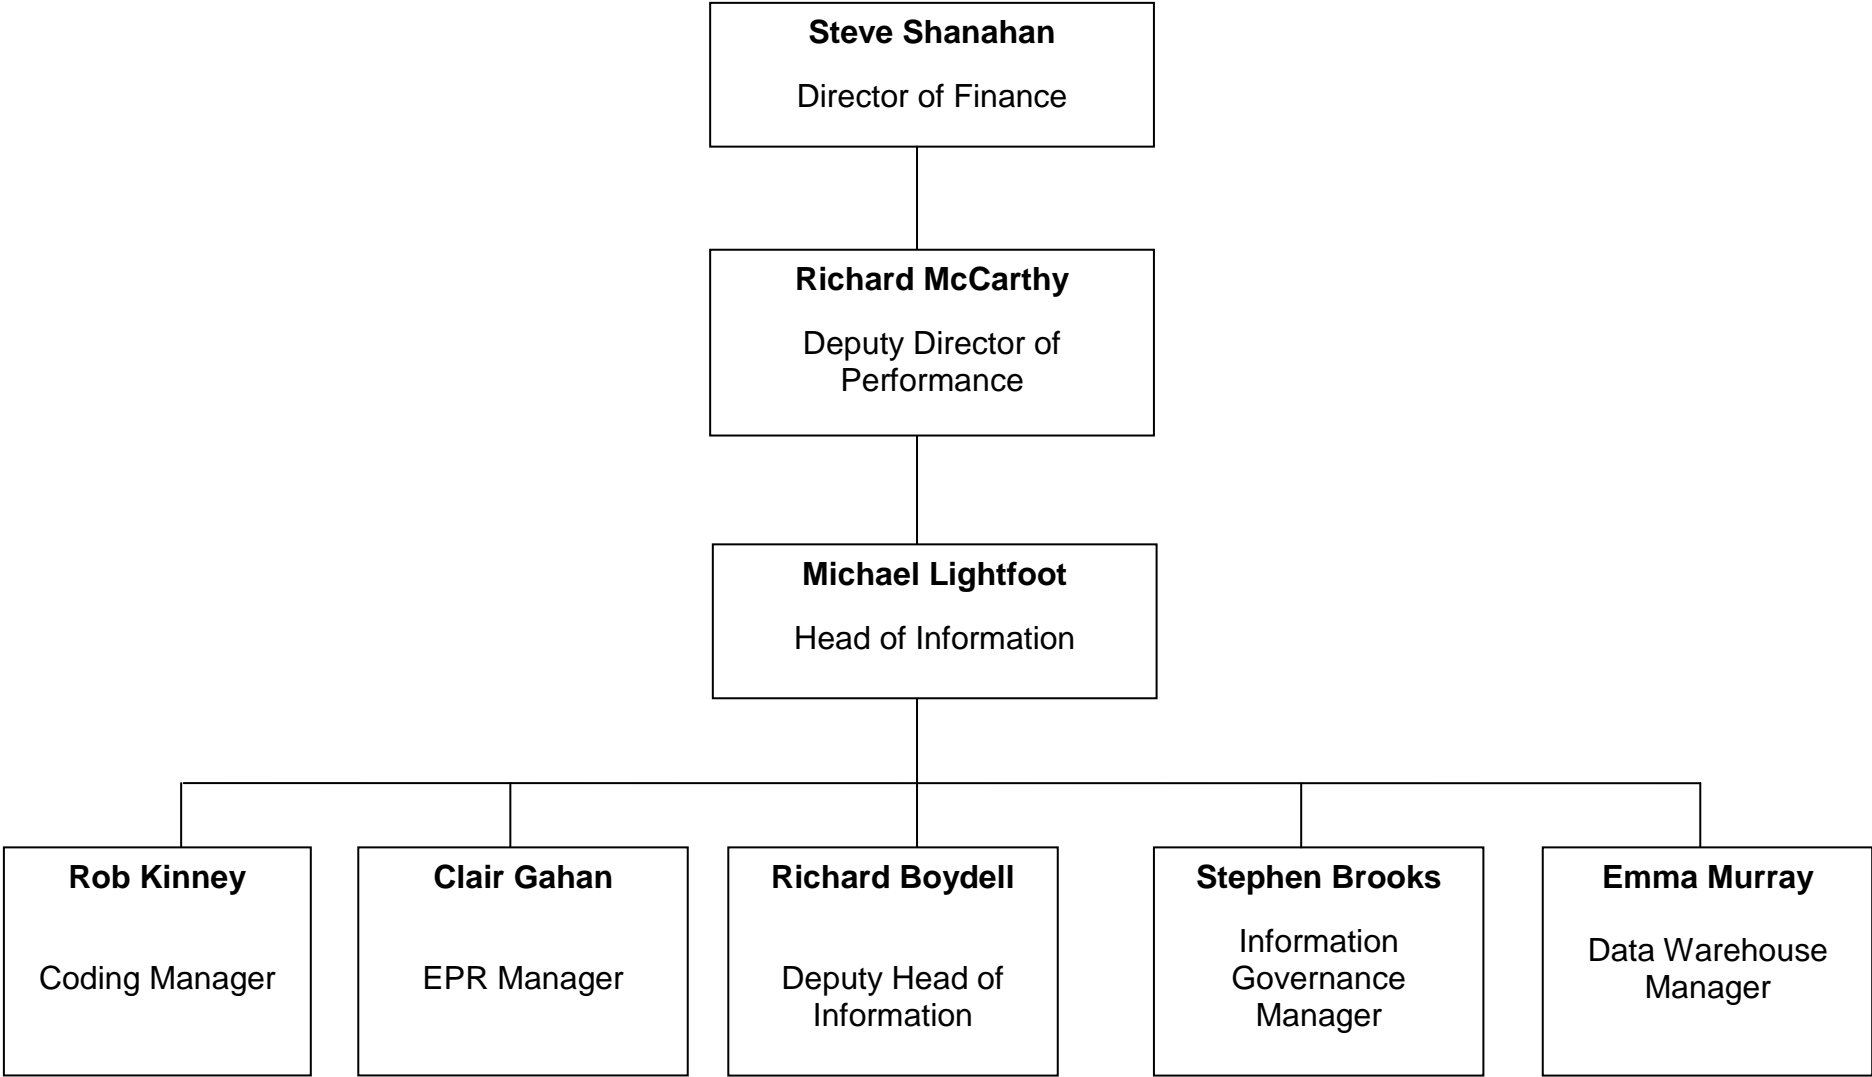 Steve Shanahan
Director of Finance
Richard McCarthy
Deputy Director of
Performance
Michael Lightfoot
Head of Information
Rob Kinney
Coding Manager
Clair Gahan
EPR Manager
Richard Boydell
Deputy Head of
Information
Stephen Brooks
Information
Governance
Manager
Emma Murray
Data Warehouse
Manager